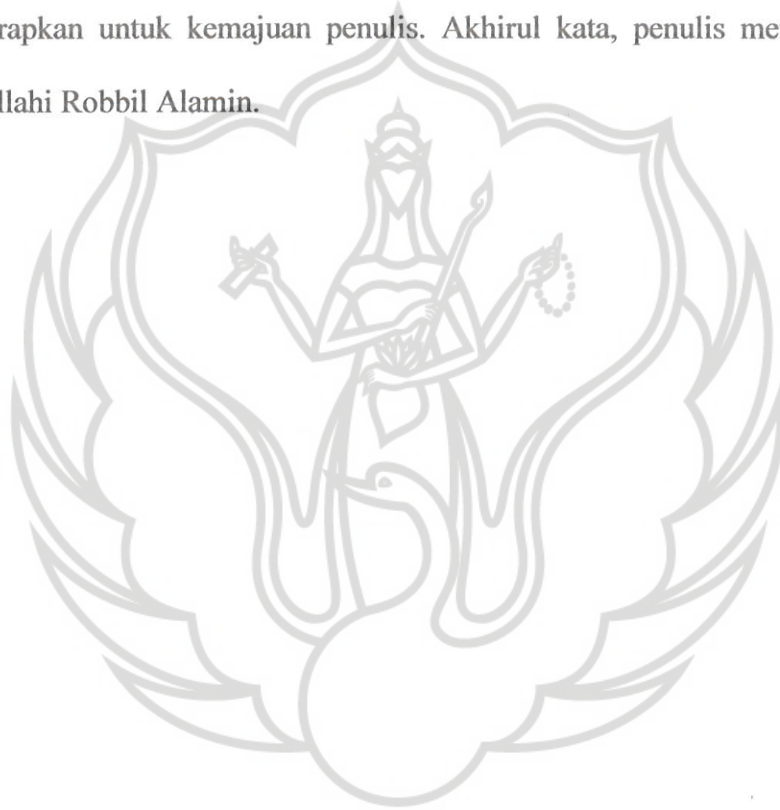 rapkan untuk kemajuan penulis. Akhirul kata, penulis me
llahi Robbil Alamin.